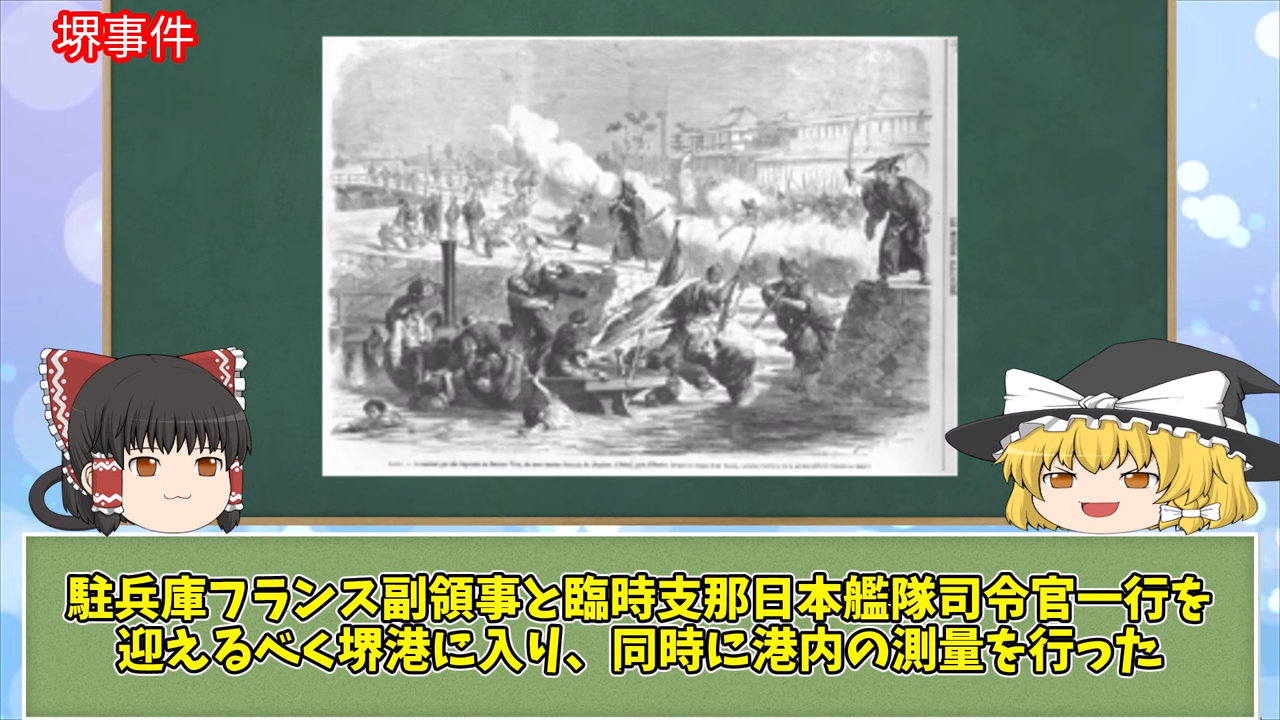 堺事件
駐兵庫フランス副領事と臨時支那日本艦隊司令官一行を
迎えるべく堺港に入り、同時に港内の測量を行った